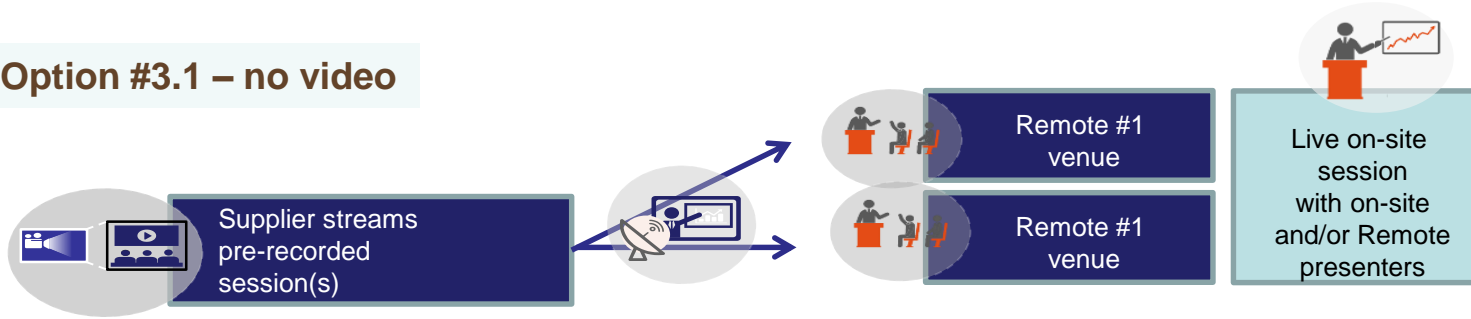 Option #3.1 – no video
Supplier streams
pre-recorded
session(s)
Remote #1
venue
Remote #1
venue
Live on-site
session
with on-site
and/or Remote
presenters